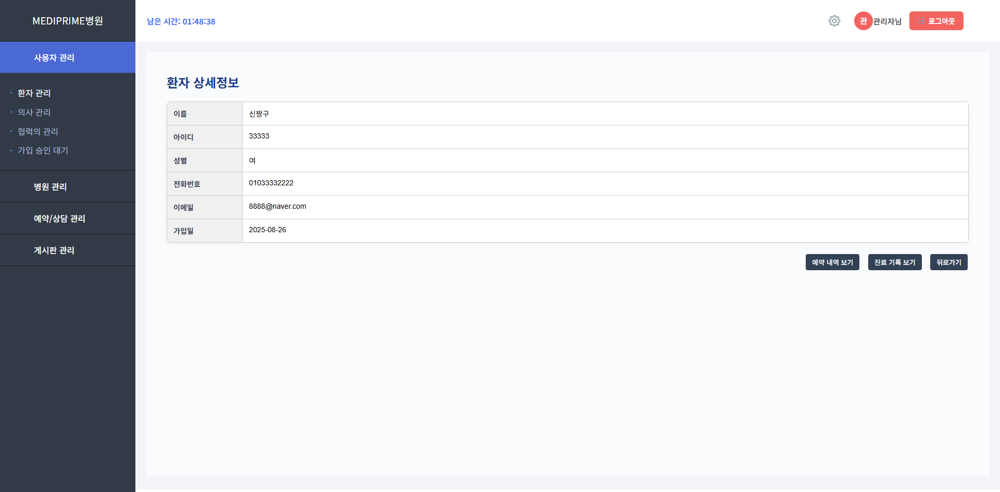 MEDIPRIME병원
남은 시간: 01:48:38
관 관리자님 로그아웃
사용자 관리
· 환자 관리
· 의사 관리
· 협력의 관리
· 가입 승인 대기
병원 관리
예약/상담 관리
게시판 관리
환자 상세정보
이름 신짱구
아이디 33333
성별 여
전화번호 01033332222
이메일 8888@naver.com
가입일 2025-08-26
예약 내역 보기 진료 기록 보기 뒤로가기